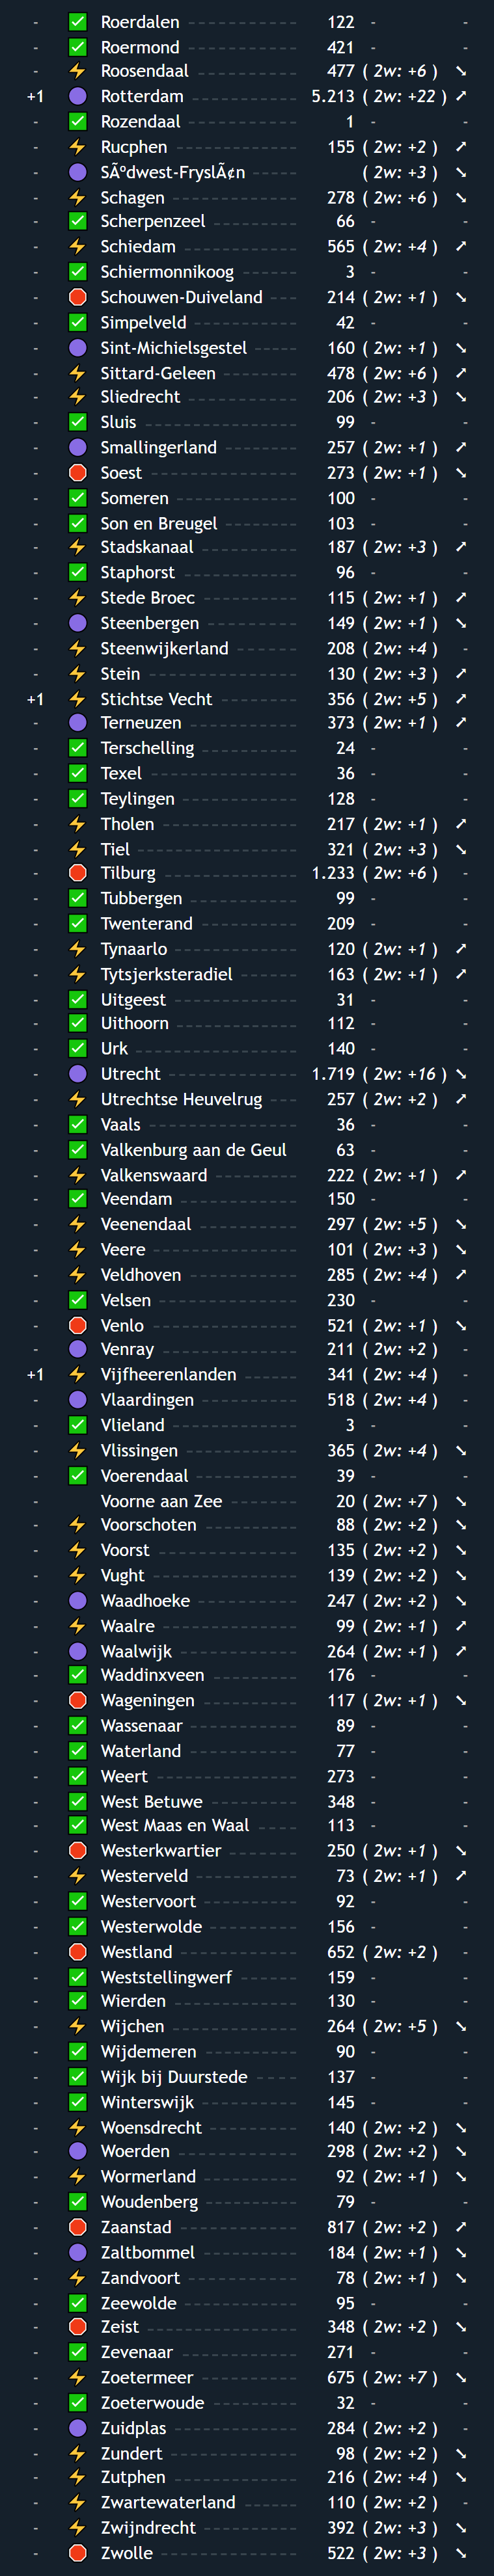 - ✅ Roerdalen 122 - -
- ✅ Roermond 421 - -
- ⚡ Roosendaal 477 ( 2w: +6 ) ➘
+1 🟣 Rotterdam 5.213 ( 2w: +22 ) ➚
- ✅ Rozendaal 1 - -
- ⚡ Rucphen 155 ( 2w: +2 ) ➚
- 🟣 SÃºdwest-FryslÃ¢n ( 2w: +3 ) ➘
- ⚡ Schagen 278 ( 2w: +6 ) ➘
- ✅ Scherpenzeel 66 - -
- ⚡ Schiedam 565 ( 2w: +4 ) ➚
- ✅ Schiermonnikoog 3 - -
- 🛑 Schouwen-Duiveland 214 ( 2w: +1 ) ➘
- ✅ Simpelveld 42 - -
- 🟣 Sint-Michielsgestel 160 ( 2w: +1 ) ➘
- ⚡ Sittard-Geleen 478 ( 2w: +6 ) ➚
- ⚡ Sliedrecht 206 ( 2w: +3 ) ➘
- ✅ Sluis 99 - -
- 🟣 Smallingerland 257 ( 2w: +1 ) ➚
- 🛑 Soest 273 ( 2w: +1 ) ➘
- ✅ Someren 100 - -
- ✅ Son en Breugel 103 - -
- ⚡ Stadskanaal 187 ( 2w: +3 ) ➚
- ✅ Staphorst 96 - -
- ⚡ Stede Broec 115 ( 2w: +1 ) ➚
- 🟣 Steenbergen 149 ( 2w: +1 ) ➘
- ⚡ Steenwijkerland 208 ( 2w: +4 ) -
- ⚡ Stein 130 ( 2w: +3 ) ➚
+1 ⚡ Stichtse Vecht 356 ( 2w: +5 ) ➚
- 🟣 Terneuzen 373 ( 2w: +1 ) ➚
- ✅ Terschelling 24 - -
- ✅ Texel 36 - -
- ✅ Teylingen 128 - -
- ⚡ Tholen 217 ( 2w: +1 ) ➚
- ⚡ Tiel 321 ( 2w: +3 ) ➘
- 🛑 Tilburg 1.233 ( 2w: +6 ) -
- ✅ Tubbergen 99 - -
- ✅ Twenterand 209 - -
- ⚡ Tynaarlo 120 ( 2w: +1 ) ➚
- ⚡ Tytsjerksteradiel 163 ( 2w: +1 ) ➚
- ✅ Uitgeest 31 - -
- ✅ Uithoorn 112 - -
- ✅ Urk 140 - -
- 🟣 Utrecht 1.719 ( 2w: +16 ) ➘
- ⚡ Utrechtse Heuvelrug 257 ( 2w: +2 ) ➚
- ✅ Vaals 36 - -
- ✅ Valkenburg aan de Geul 63 - -
- ⚡ Valkenswaard 222 ( 2w: +1 ) ➚
- ✅ Veendam 150 - -
- ⚡ Veenendaal 297 ( 2w: +5 ) ➘
- ⚡ Veere 101 ( 2w: +3 ) ➘
- ⚡ Veldhoven 285 ( 2w: +4 ) ➚
- ✅ Velsen 230 - -
- 🛑 Venlo 521 ( 2w: +1 ) ➘
- 🟣 Venray 211 ( 2w: +2 ) -
+1 ⚡ Vijfheerenlanden 341 ( 2w: +4 ) -
- 🟣 Vlaardingen 518 ( 2w: +4 ) -
- ✅ Vlieland 3 - -
- ⚡ Vlissingen 365 ( 2w: +4 ) ➘
- ✅ Voerendaal 39 - -
- Voorne aan Zee 20 ( 2w: +7 ) ➘
- ⚡ Voorschoten 88 ( 2w: +2 ) ➘
- ⚡ Voorst 135 ( 2w: +2 ) ➘
- ⚡ Vught 139 ( 2w: +2 ) ➘
- 🟣 Waadhoeke 247 ( 2w: +2 ) ➘
- ⚡ Waalre 99 ( 2w: +1 ) ➚
- 🟣 Waalwijk 264 ( 2w: +1 ) ➚
- ✅ Waddinxveen 176 - -
- 🛑 Wageningen 117 ( 2w: +1 ) ➘
- ✅ Wassenaar 89 - -
- ✅ Waterland 77 - -
- ✅ Weert 273 - -
- ✅ West Betuwe 348 - -
- ✅ West Maas en Waal 113 - -
- 🛑 Westerkwartier 250 ( 2w: +1 ) ➘
- ⚡ Westerveld 73 ( 2w: +1 ) ➚
- ✅ Westervoort 92 - -
- ✅ Westerwolde 156 - -
- 🛑 Westland 652 ( 2w: +2 ) -
- ✅ Weststellingwerf 159 - -
- ✅ Wierden 130 - -
- ⚡ Wijchen 264 ( 2w: +5 ) ➘
- ✅ Wijdemeren 90 - -
- ✅ Wijk bij Duurstede 137 - -
- ✅ Winterswijk 145 - -
- ⚡ Woensdrecht 140 ( 2w: +2 ) ➘
- 🟣 Woerden 298 ( 2w: +2 ) ➘
- ⚡ Wormerland 92 ( 2w: +1 ) ➘
- ✅ Woudenberg 79 - -
- 🛑 Zaanstad 817 ( 2w: +2 ) ➚
- 🟣 Zaltbommel 184 ( 2w: +1 ) ➘
- ⚡ Zandvoort 78 ( 2w: +1 ) ➘
- ✅ Zeewolde 95 - -
- 🛑 Zeist 348 ( 2w: +2 ) ➘
- ✅ Zevenaar 271 - -
- ⚡ Zoetermeer 675 ( 2w: +7 ) ➘
- ✅ Zoeterwoude 32 - -
- 🟣 Zuidplas 284 ( 2w: +2 ) -
- ⚡ Zundert 98 ( 2w: +2 ) ➘
- ⚡ Zutphen 216 ( 2w: +4 ) ➘
- ⚡ Zwartewaterland 110 ( 2w: +2 ) -
- ⚡ Zwijndrecht 392 ( 2w: +3 ) ➘
- 🛑 Zwolle 522 ( 2w: +3 ) ➘